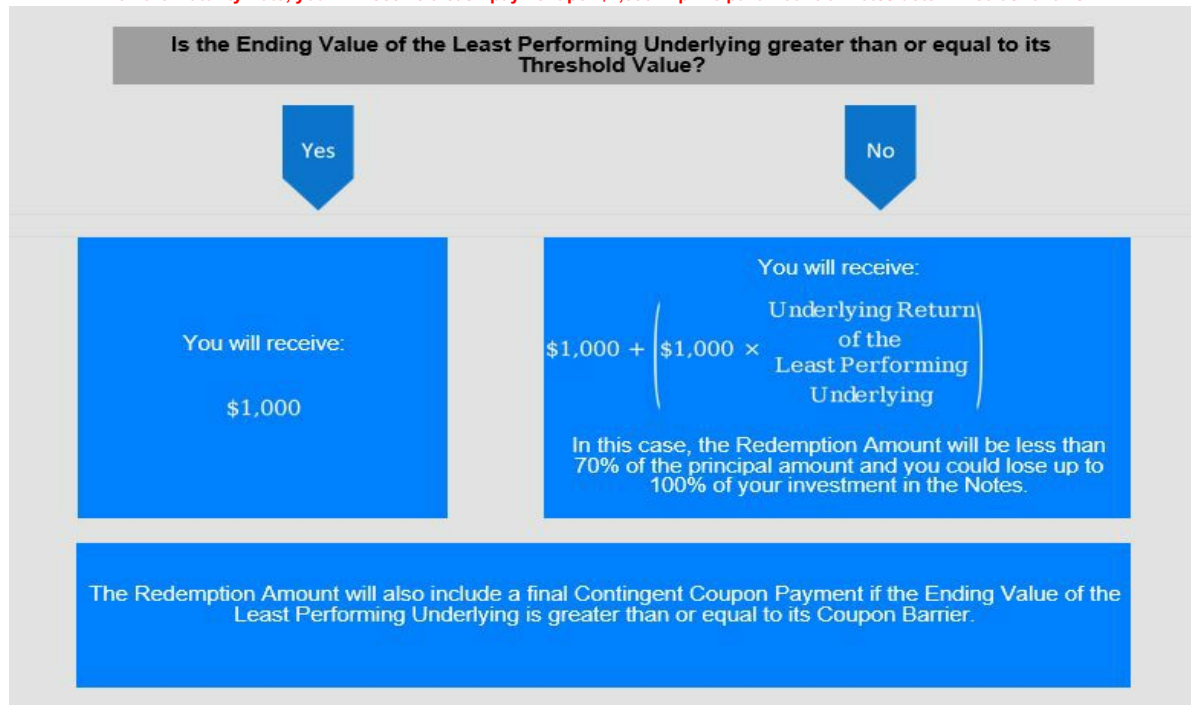 Is the Ending Value of the Least Performing Underlying greater than or equal to its
Threshold Value?
Yes
No
You will receive:
$1,000
You will receive:
$1,000 + ($1,000 × Underlying Return
of the
Least Performing
Underlying)
In this case, the Redemption Amount will be less than
70% of the principal amount and you could lose up to
100% of your investment in the Notes.
The Redemption Amount will also include a final Contingent Coupon Payment if the Ending Value of the
Least Performing Underlying is greater than or equal to its Coupon Barrier.